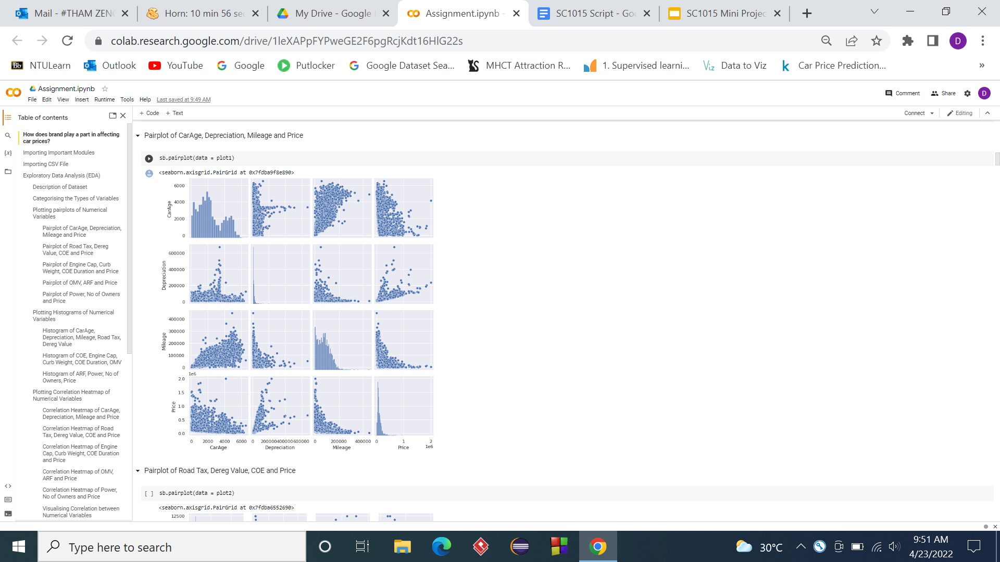 Mail - #THAM ZEN
Horn: 10 min 56 se
My Drive - Google
Assignment.ipynb -
SC1015 Script - Goo
SC1015 Mini Projec
colab.research.google.com/drive/1leXAPpFYPweGE2F6pgRcjKdt16HlG22s
D
Bb NTULearn
Outlook
YouTube
Google
Putlocker
Google Dataset Sea...
MHCT Attraction R...
1. Supervised learni...
Viz Data to Viz
k Car Price Prediction...
»
CO
Assignment.ipynb
File Edit View Insert Runtime Tools Help Last saved at 9:49 AM
Comment Share D
Table of contents
+ Code + Text
Connect Editing
How does brand play a part in affecting
car prices?
Importing Important Modules
Importing CSV File
Exploratory Data Analysis (EDA)
Description of Dataset
Categorising the Types of Variables
Plotting pairplots of Numerical
Variables
Pairplot of CarAge, Depreciation,
Mileage and Price
Pairplot of Road Tax, Dereg
Value, COE and Price
Pairplot of Engine Cap, Curb
Weight, COE Duration and Price
Pairplot of OMV, ARF and Price
Pairplot of Power, No of Owners
and Price
Plotting Histograms of Numerical
Variables
Histogram of CarAge,
Depreciation, Mileage, Road Tax,
Dereg Value
Histogram of COE, Engine Cap,
Curb Weight, COE Duration, OMV
Histogram of ARF, Power, No of
Owners, Price
Plotting Correlation Heatmap of
Numerical Variables
Correlation Heatmap of CarAge,
Depreciation, Mileage and Price
Correlation Heatmap of Road
Tax, Dereg Value, COE and Price
Correlation Heatmap of Engine
Cap, Curb Weight, COE Duration
and Price
Correlation Heatmap of OMV,
ARF and Price
Correlation Heatmap of Power,
No of Owners and Price
Visualising Correlation between
Numerical Variables
{x}
<>
Pairplot of CarAge, Depreciation, Mileage and Price
sb.pairplot(data = plot1)
<seaborn.axisgrid.PairGrid at 0x7fdba9f8e890>
6000
4000
2000
0
CarAge
600000
400000
200000
0
Depreciation
400000
300000
200000
100000
0
Mileage
1e6
2.0
1.5
1.0
0.5
0.0
Price
0 2000 4000 6000
CarAge
0 200000 400000 600000
Depreciation
0 200000 400000
Mileage
0 1 2
Price
1e6
Pairplot of Road Tax, Dereg Value, COE and Price
[ ] sb.pairplot(data = plot2)
<seaborn.axisgrid.PairGrid at 0x7fdba6552690>
12500
Type here to search
30°C
9:51 AM
4/23/2022